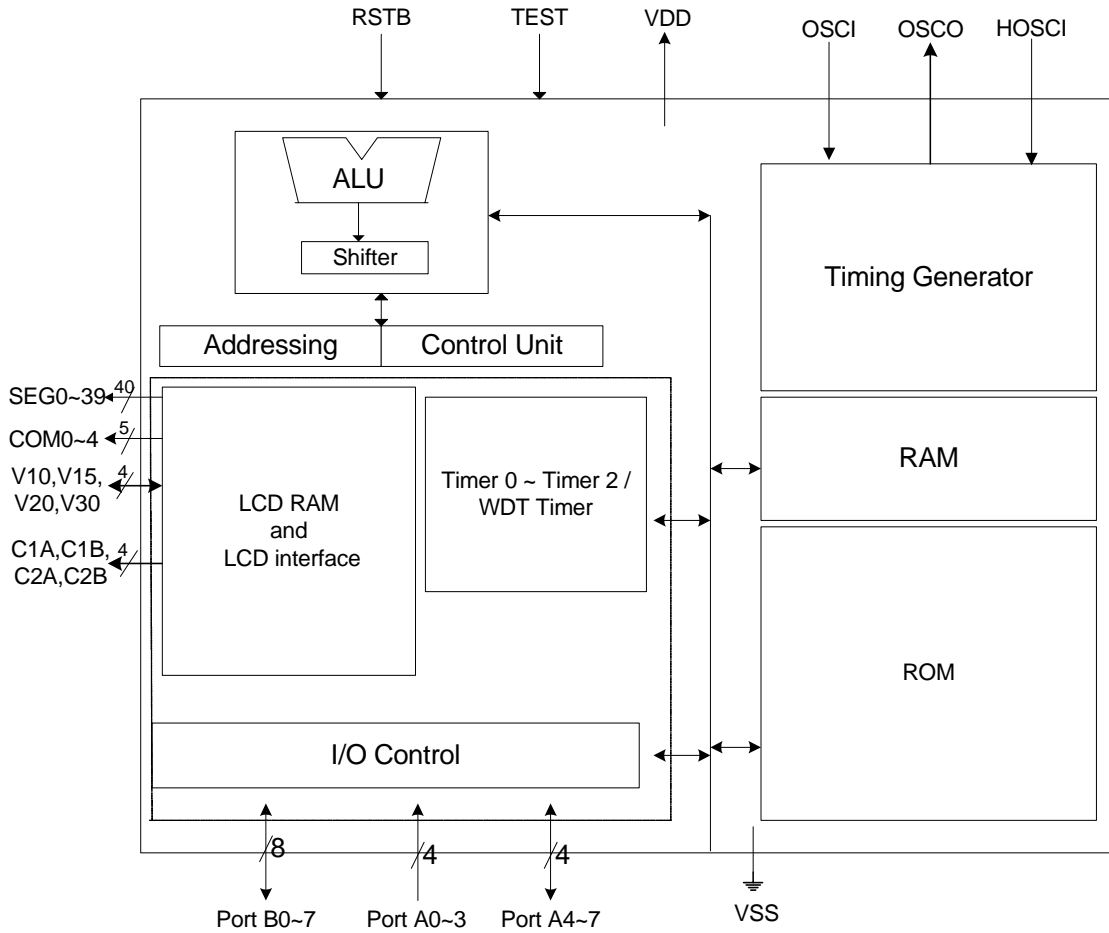 RSTB
TEST
VDD
OSCI
OSCO
HOSCI
ALU
Shifter
Timing Generator
Addressing
Control Unit
SEG0~39
40
COM0~4
5
V10,V15,
V20,V30
4
C1A,C1B,
C2A,C2B
4
LCD RAM
and
LCD interface
Timer 0 ~ Timer 2 /
WDT Timer
RAM
ROM
I/O Control
8
4
4
Port B0~7
Port A0~3
Port A4~7
VSS